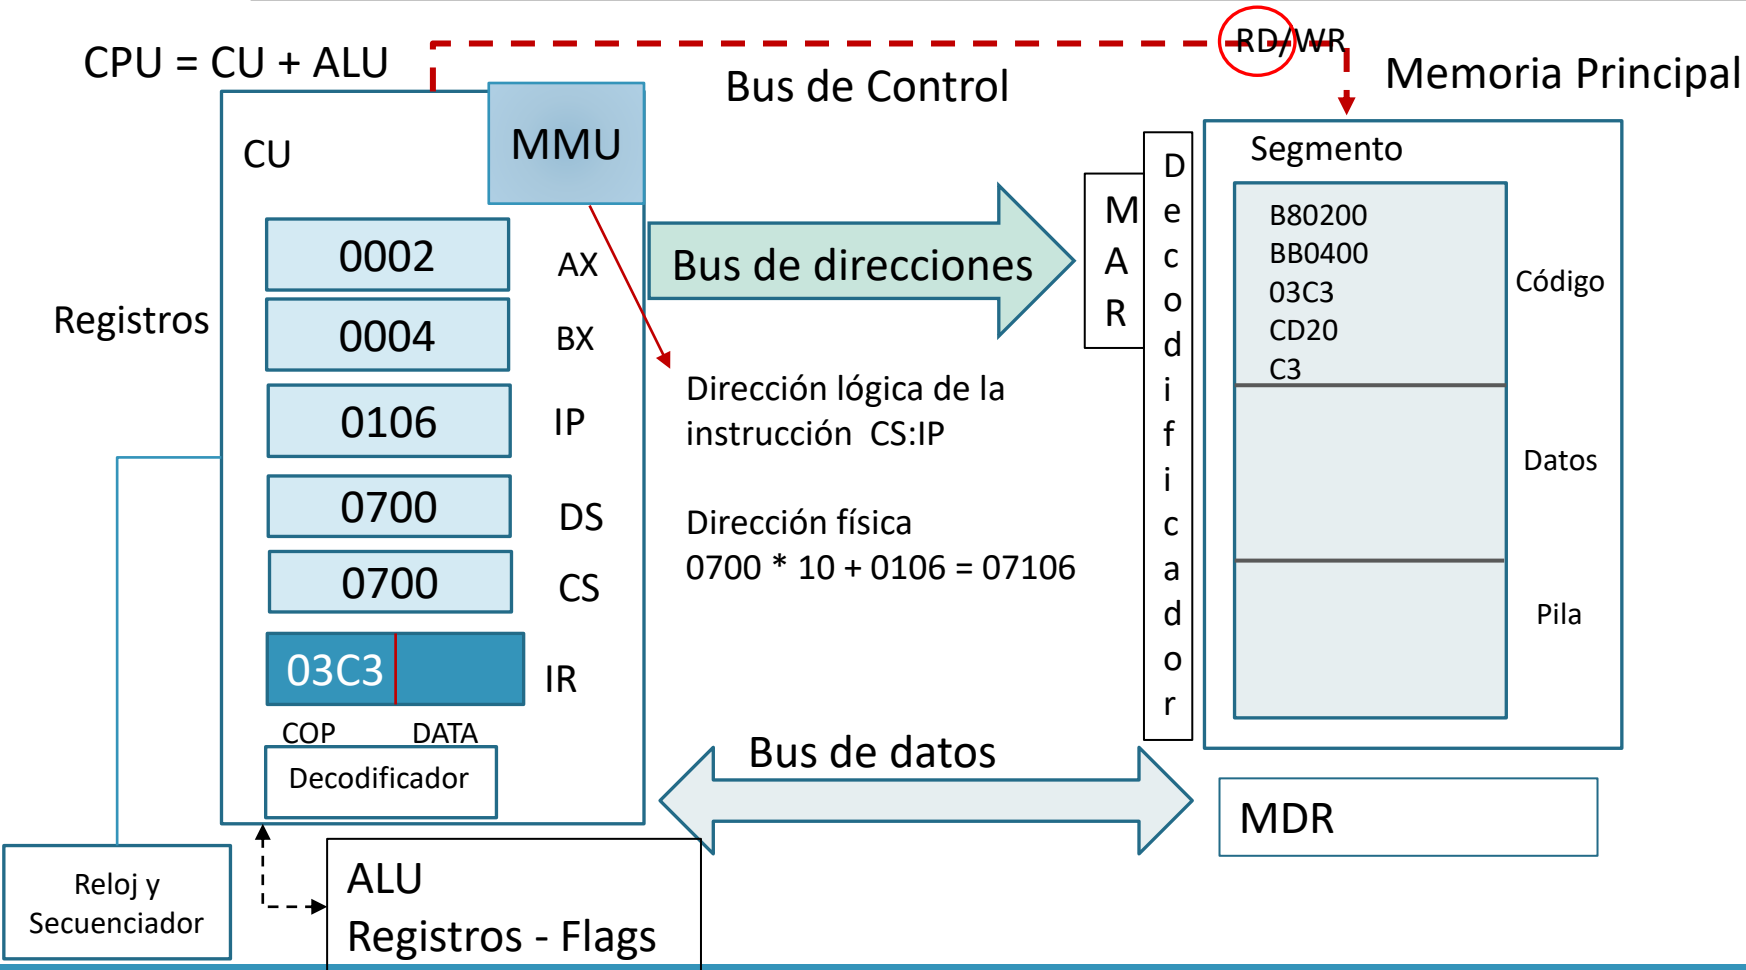 CPU = CU + ALU
RD/WR
Bus de Control
Memoria Principal
CU
MMU
Registros
0002
AX
0004
BX
0106
IP
0700
DS
0700
CS
03C3
IR
COP
DATA
Decodificador
Reloj y
Secuenciador
ALU
Registros - Flags
Bus de direcciones
Dirección lógica de la
instrucción CS:IP
Dirección física
0700 * 10 + 0106 = 07106
Bus de datos
M
A
R
D
e
c
o
d
i
f
i
c
a
d
o
r
Segmento
B80200
BB0400
03C3
CD20
C3
Código
Datos
Pila
MDR